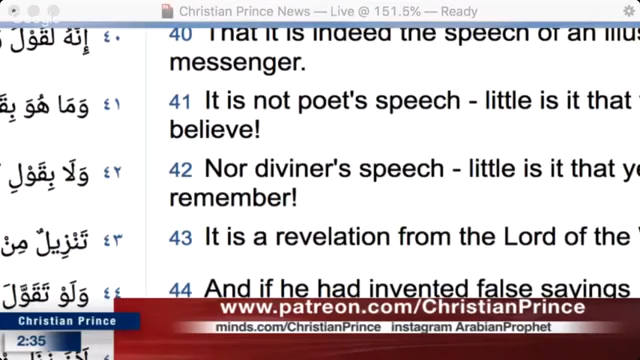 Christian Prince News — Live @ 151.5% — Ready
إِنَّهُ لَقَوْلُ ٤٠
40 That it is indeed the speech of an illus
messenger.
وَمَا هُوَ بِقَ ٤١
41 It is not poet's speech - little is it that
believe!
وَلَا بِقَوْلِ ٤٢
42 Nor diviner's speech - little is it that ye
remember!
تَنْزِيلٌ مِنْ ٤٣
43 It is a revelation from the Lord of the
وَلَوْ تَقَوَّلَ ٤٤
44 And if he had invented false sayings
www.patreon.com/ChristianPrince
Christian Prince
minds.com/ChristianPrince instagram ArabianProphet
2:35